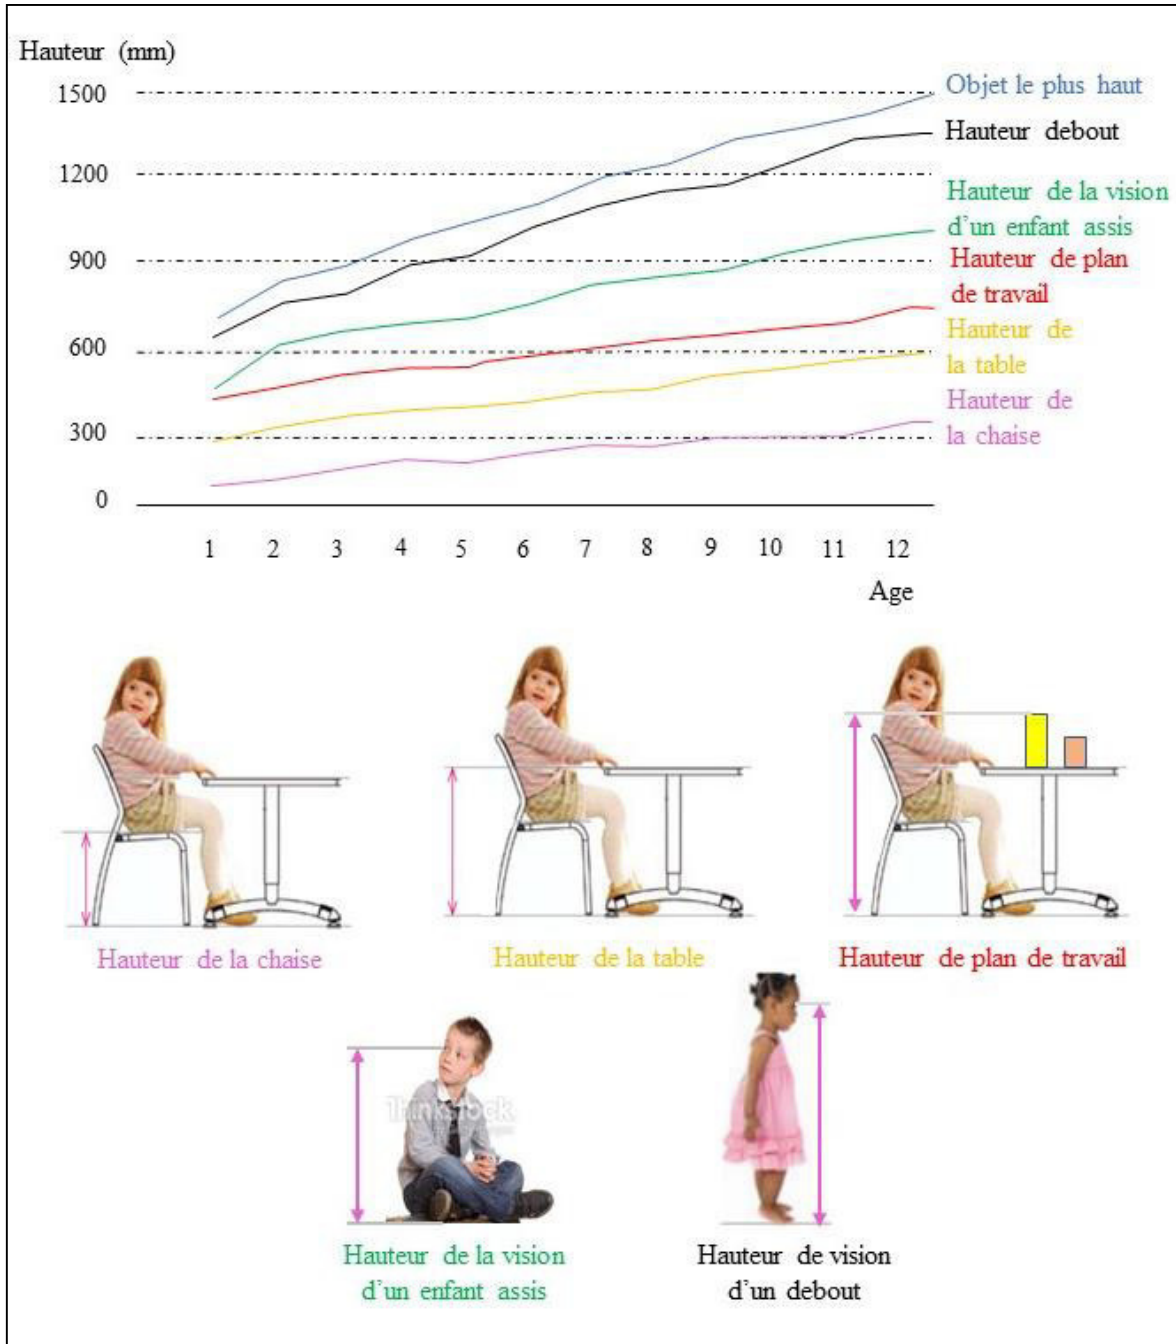 Hauteur (mm)
1500
1200
900
600
300
0
Objet le plus haut
Hauteur debout
Hauteur de la vision
d'un enfant assis
Hauteur de plan
de travail
Hauteur de
la table
Hauteur de
la chaise
1 2 3 4 5 6 7 8 9 10 11 12
Age
Hauteur de la chaise
Hauteur de la table
Hauteur de plan de travail
Thinkstock
Hauteur de la vision
d'un enfant assis
Hauteur de vision
d'un debout